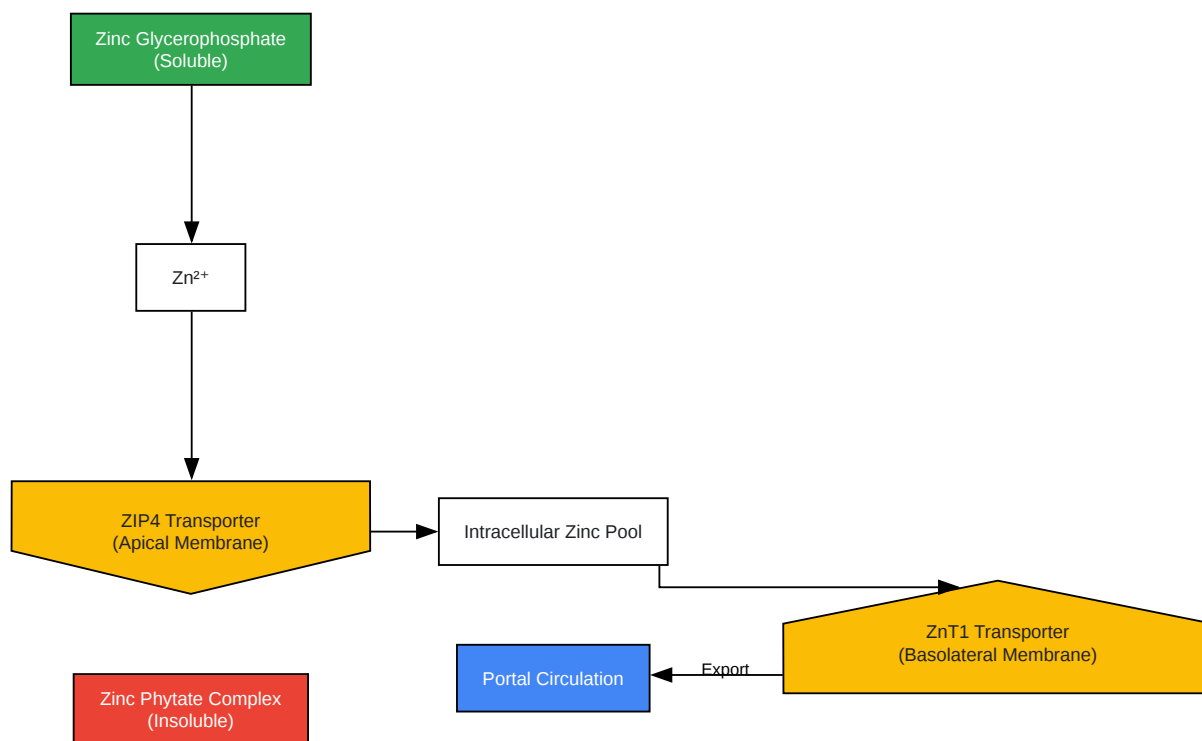 Zinc Glycerophosphate
(Soluble)
Zn²⁺
ZIP4 Transporter
(Apical Membrane)
Intracellular Zinc Pool
ZnT1 Transporter
(Basolateral Membrane)
Export
Portal Circulation
Zinc Phytate Complex
(Insoluble)